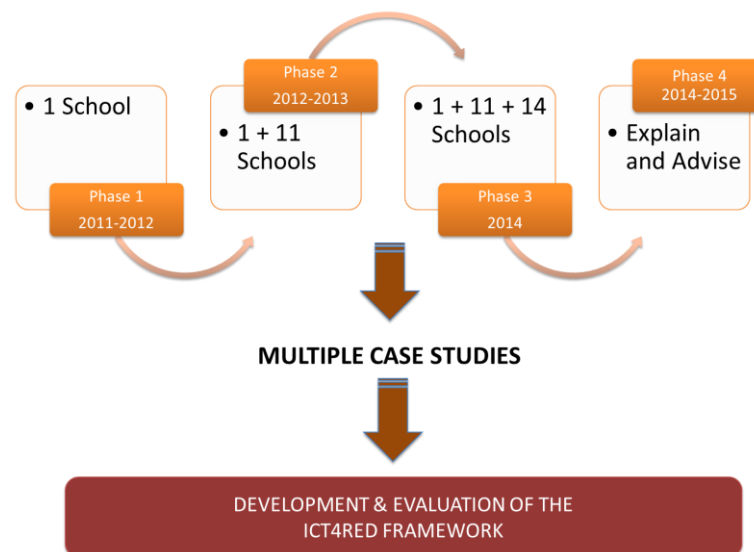 • 1 School
Phase 1
2011-2012
Phase 2
2012-2013
• 1 + 11
Schools
• 1 + 11 + 14
Schools
Phase 3
2014
Phase 4
2014-2015
• Explain
and Advise
MULTIPLE CASE STUDIES
DEVELOPMENT & EVALUATION OF THE
ICT4RED FRAMEWORK